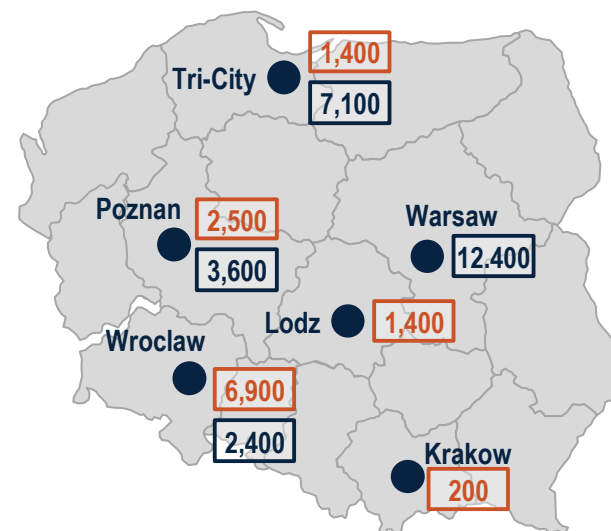 1,400
Tri-City
7,100
Poznan
2,500
3,600
Warsaw
12.400
Lodz
1,400
Wroclaw
6,900
2,400
Krakow
200